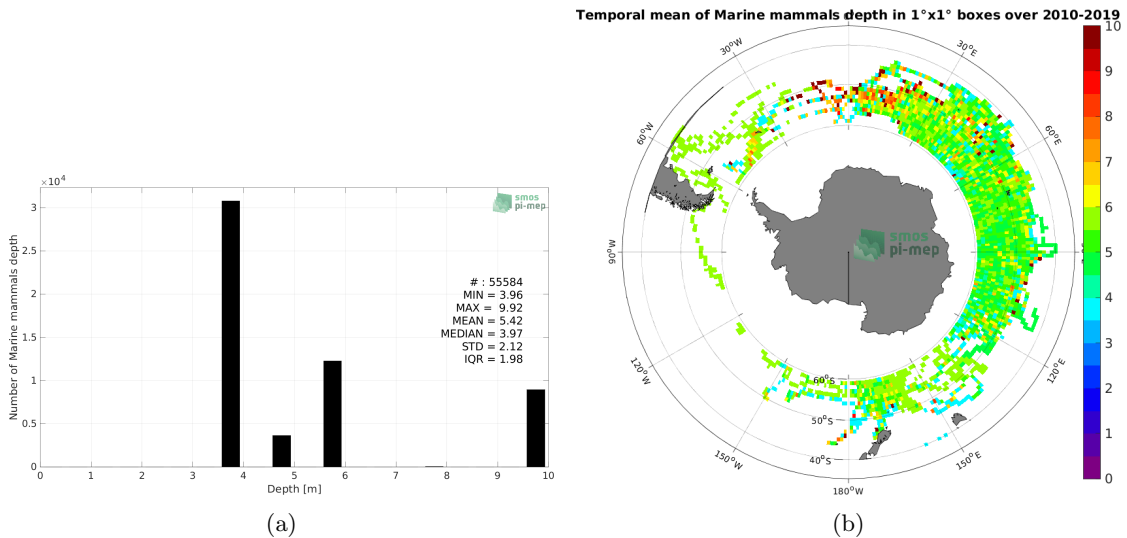 ×10⁴
3
2.5
2
1.5
1
0.5
0
Number of Marine mammals depth
smos
pi-mep
# : 55584
MIN = 3.96
MAX = 9.92
MEAN = 5.42
MEDIAN = 3.97
STD = 2.12
IQR = 1.98
0 1 2 3 4 5 6 7 8 9 10
Depth [m]
(a)
Temporal mean of Marine mammals depth in 1°x1° boxes over 2010-2019
0°
30°W
30°E
60°W
60°E
90°W
smos
pi-mep
120°W
120°E
60°S
50°S
40°S
150°W
150°E
180°W
10
9
8
7
6
5
4
3
2
1
0
(b)